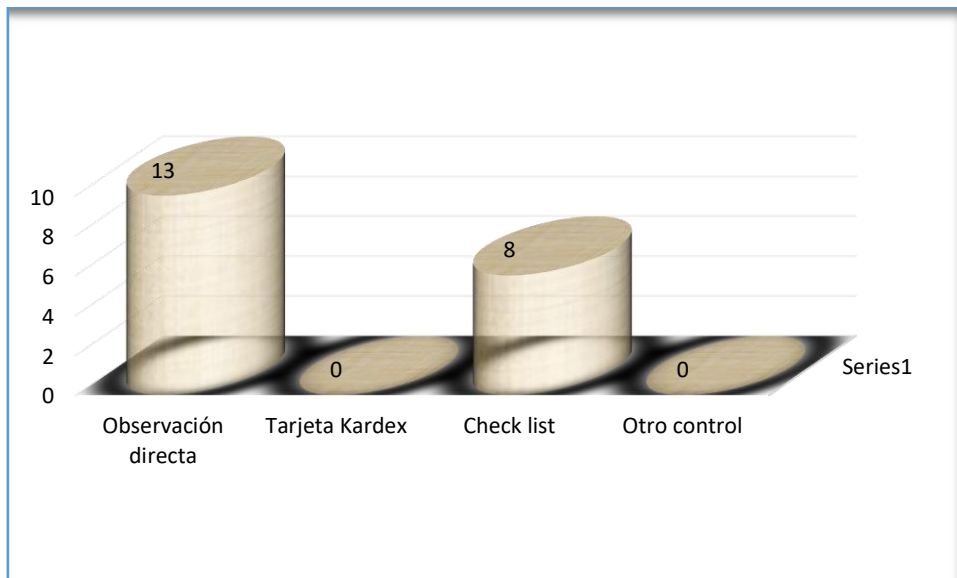 13
10
8
8
6
4
2
0
0
0
Series1
Observación
directa
Tarjeta Kardex
Check list
Otro control